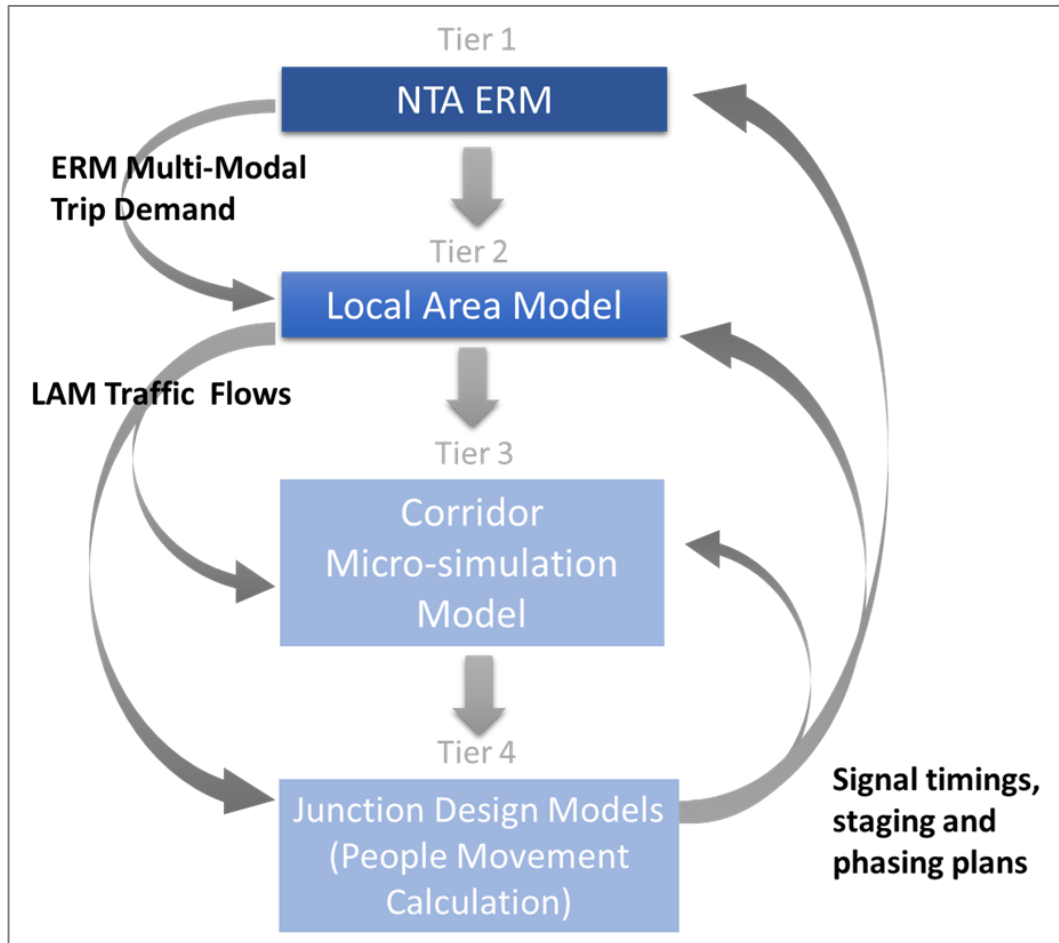 Tier 1
NTA ERM
ERM Multi-Modal
Trip Demand
Tier 2
Local Area Model
LAM Traffic Flows
Tier 3
Corridor
Micro-simulation
Model
Tier 4
Junction Design Models
(People Movement
Calculation)
Signal timings,
staging and
phasing plans